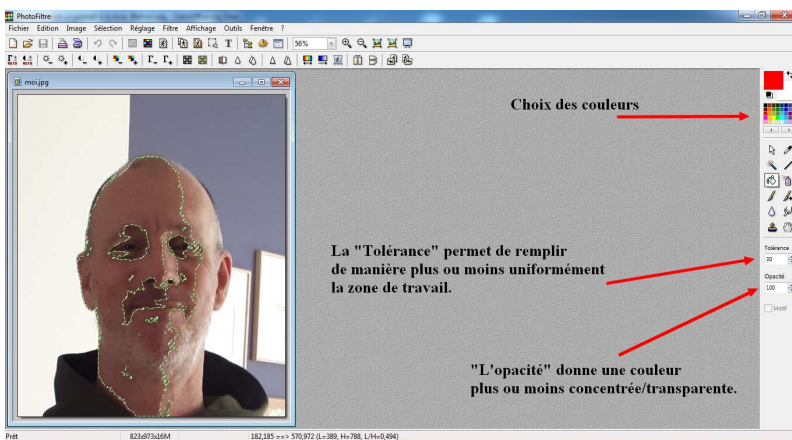 PhotoFiltre
Fichier Edition Image Sélection Réglage Filtre Affichage Outils Fenêtre ?
56%
moi.jpg
Choix des couleurs
La "Tolérance" permet de remplir
de manière plus ou moins uniformément
la zone de travail.
Tolérance
30
Opacité
100
Motif
"L'opacité" donne une couleur
plus ou moins concentrée/transparente.
Prêt 823x973x16M 182,185 ==> 570,972 (L=389, H=788, L/H=0,494)